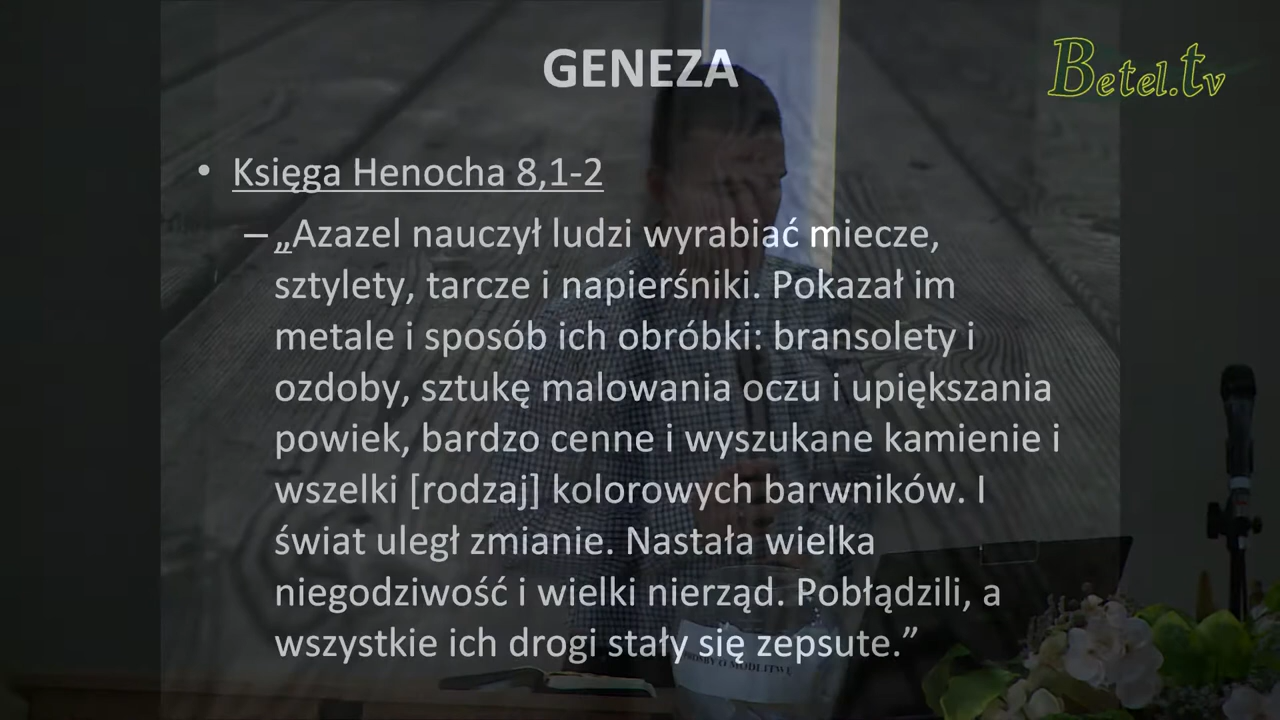 GENEZA
Betel.tv
• Księga Henocha 8,1-2
– „Azazel nauczył ludzi wyrabiać miecze,
sztylety, tarcze i napierśniki. Pokazał im
metale i sposób ich obróbki: bransolety i
ozdoby, sztukę malowania oczu i upiększania
powiek, bardzo cenne i wyszukane kamienie i
wszelki [rodzaj] kolorowych barwników. I
świat uległ zmianie. Nastała wielka
niegodziwość i wielki nierząd. Pobłądzili, a
wszystkie ich drogi stały się zepsute.”
O MODLITWĘ